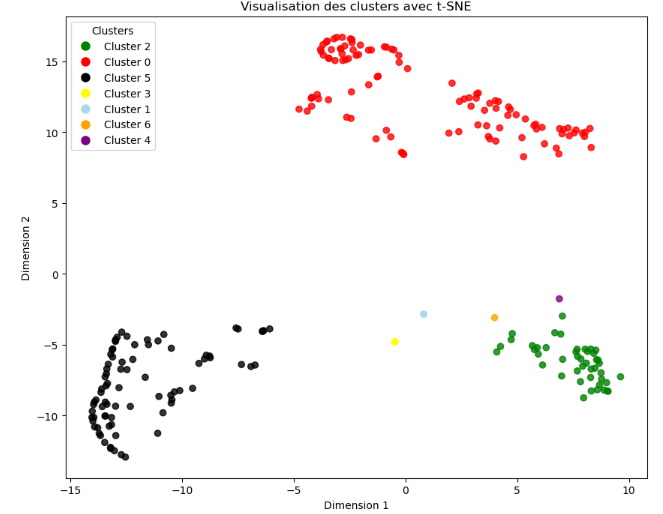 Visualisation des clusters avec t-SNE
Clusters
Cluster 2
Cluster 0
Cluster 5
Cluster 3
Cluster 1
Cluster 6
Cluster 4
Dimension 2
15
10
5
0
−5
−10
−15
−10
−5
0
5
10
Dimension 1